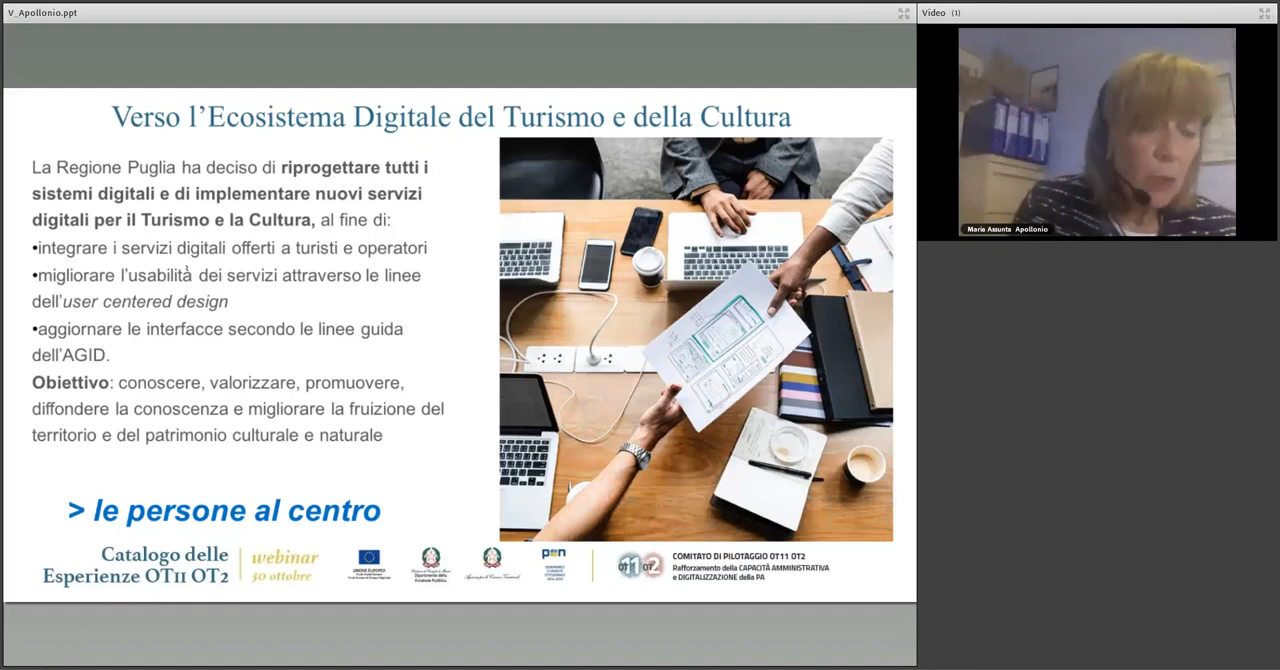 V_Apollonio.ppt
Video (1)
Verso l’Ecosistema Digitale del Turismo e della Cultura
La Regione Puglia ha deciso di riprogettare tutti i
sistemi digitali e di implementare nuovi servizi
digitali per il Turismo e la Cultura, al fine di:
•integrare i servizi digitali offerti a turisti e operatori
•migliorare l’usabilità dei servizi attraverso le linee
dell’user centered design
•aggiornare le interfacce secondo le linee guida
dell’AGID.
Obiettivo: conoscere, valorizzare, promuovere,
diffondere la conoscenza e migliorare la fruizione del
territorio e del patrimonio culturale e naturale
> le persone al centro
Maria Assunta Apollonio
Catalogo delle
Esperienze OT11 OT2
webinar
30 ottobre
UNIONE EUROPEA
pon
OT1 OT2
COMITATO DI PILOTAGGIO OT11 OT2
Rafforzamento della CAPACITÀ AMMINISTRATIVA
e DIGITALIZZAZIONE della PA